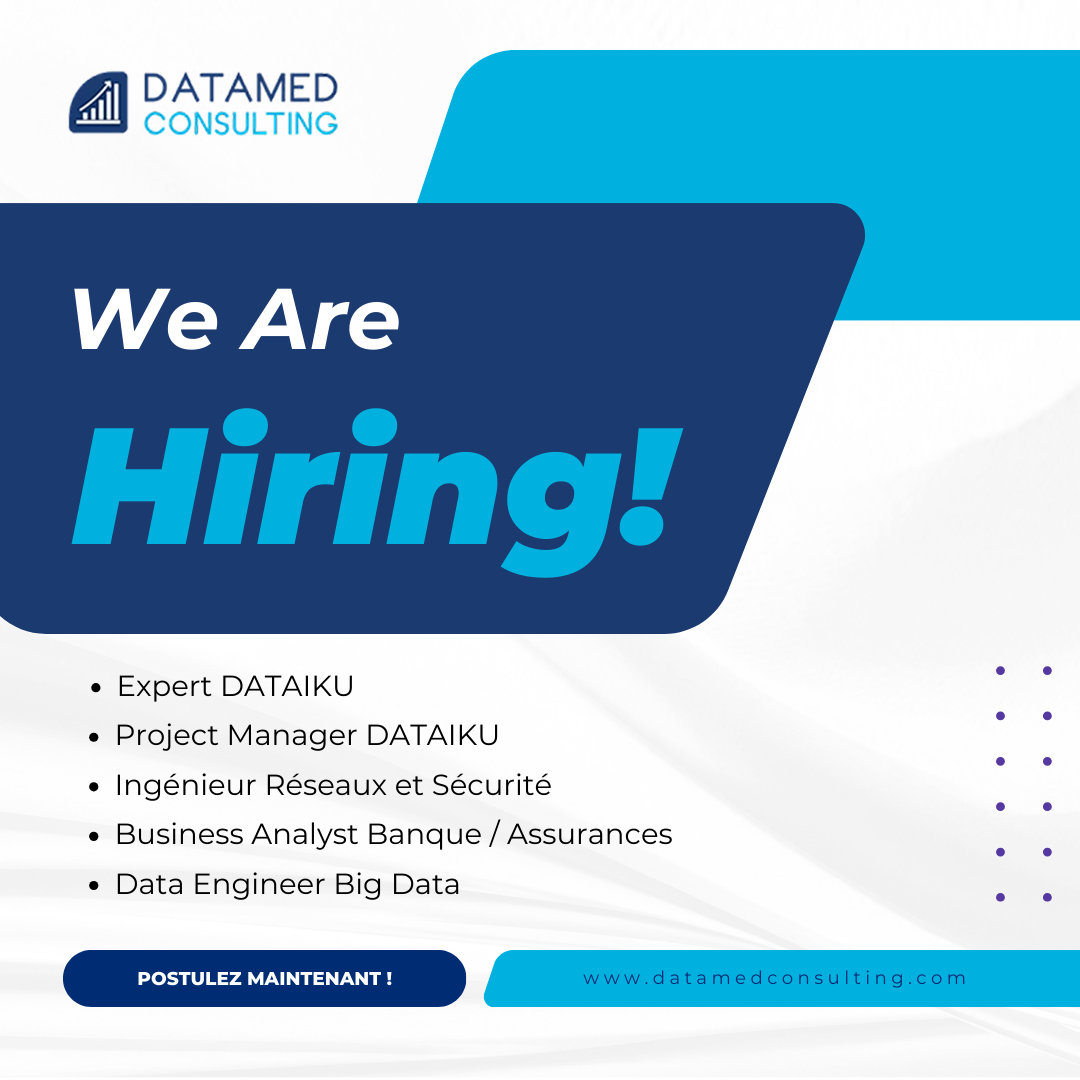 DATAMED
CONSULTING
We Are
Hiring!
• Expert DATAIKU
• Project Manager DATAIKU
• Ingénieur Réseaux et Sécurité
• Business Analyst Banque / Assurances
• Data Engineer Big Data
POSTULEZ MAINTENANT !
www.datamedconsulting.com